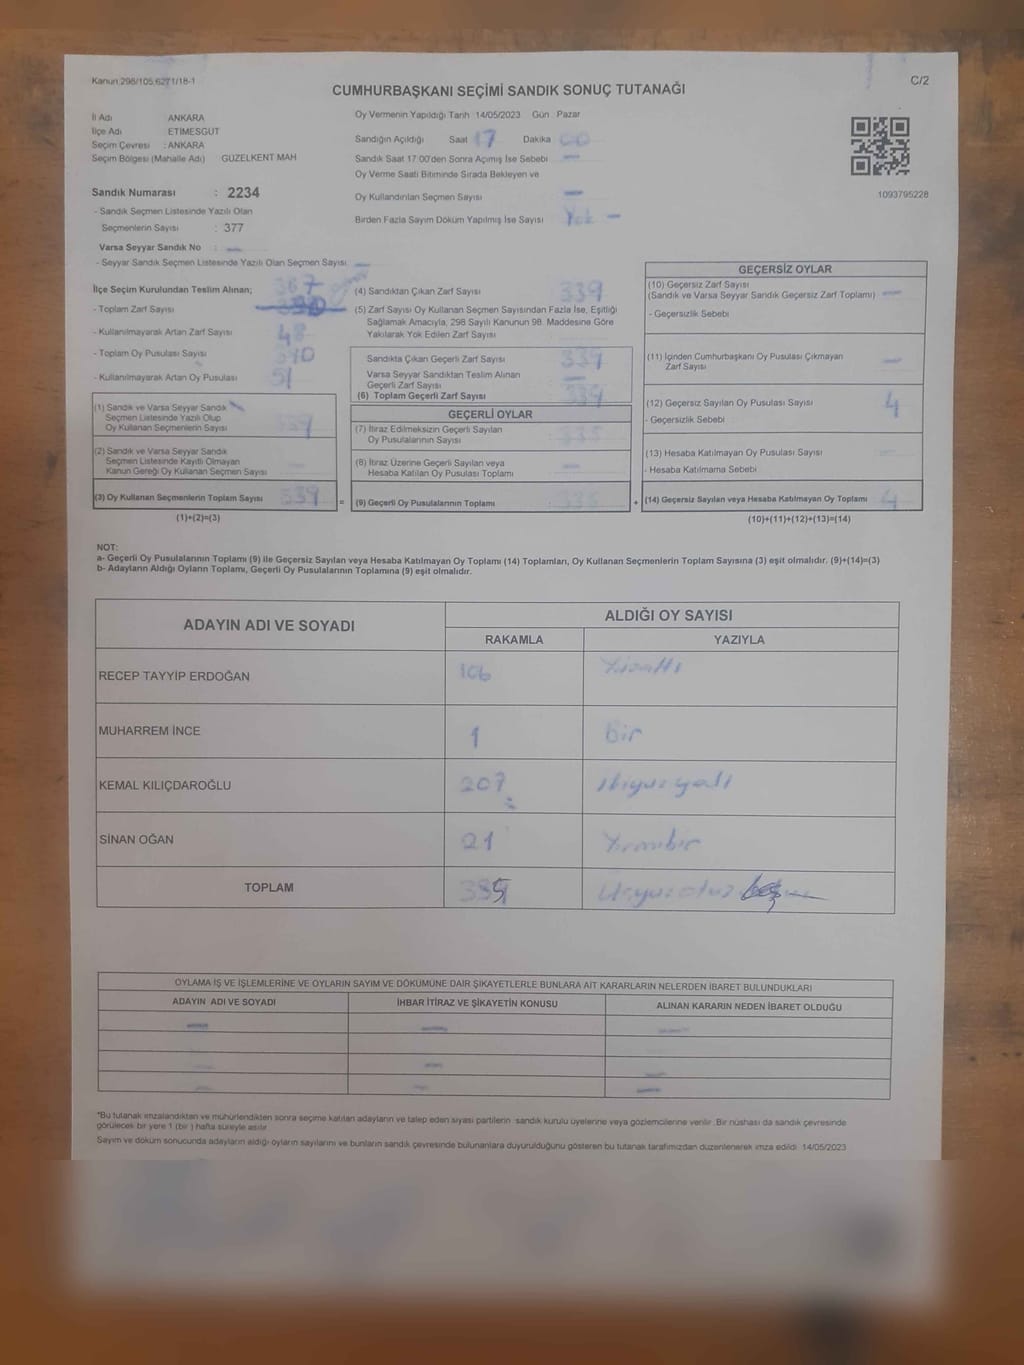 Kanun 298/105 6271/18-1
C/2
CUMHURBAŞKANI SEÇİMİ SANDIK SONUÇ TUTANAĞI
İl Adı ANKARA
İlçe Adı ETİMESGUT
Seçim Çevresi : ANKARA
Seçim Bölgesi (Mahalle Adı) GÜZELKENT MAH
Sandık Numarası : 2234
- Sandık Seçmen Listesinde Yazılı Olan
Seçmenlerin Sayısı : 377
Varsa Seyyar Sandık No : —
- Seyyar Sandık Seçmen Listesinde Yazılı Olan Seçmen Sayısı —
Oy Vermenin Yapıldığı Tarih 14/05/2023 Gün Pazar
Sandığın Açıldığı Saat 17 Dakika 00
Sandık Saat 17 00'den Sonra Açımış İse Sebebi —
Oy Verme Saati Bitiminde Sırada Bekleyen ve
Oy Kullandırılan Seçmen Sayısı —
Birden Fazla Sayım Döküm Yapılmış İse Sayısı Yok —
1093795228
İlçe Seçim Kurulundan Teslim Alınan; 387
- Toplam Zarf Sayısı
- Kullanılmayarak Artan Zarf Sayısı 48
- Toplam Oy Pusulası Sayısı 390
- Kullanılmayarak Artan Oy Pusulası 51
(1) Sandık ve Varsa Seyyar Sandık
Seçmen Listesinde Yazılı Olup
Oy Kullanan Seçmenlerin Sayısı 339
(2) Sandık ve Varsa Seyyar Sandık
Seçmen Listesinde Kayıtlı Olmayan
Kanun Gereği Oy Kullanan Seçmen Sayısı —
(3) Oy Kullanan Seçmenlerin Toplam Sayısı 339 =
(1)+(2)=(3)
(4) Sandıktan Çıkan Zarf Sayısı 339
(5) Zarf Sayısı Oy Kullanan Seçmen Sayısından Fazla İse, Eşitliği
Sağlamak Amacıyla, 298 Sayılı Kanunun 98. Maddesine Göre
Yakılarak Yok Edilen Zarf Sayısı
Sandıkta Çıkan Geçerli Zarf Sayısı 339
Varsa Seyyar Sandıktan Teslim Alınan
Geçerli Zarf Sayısı —
(6) Toplam Geçerli Zarf Sayısı 339
GEÇERLİ OYLAR
(7) İtiraz Edilmeksizin Geçerli Sayılan
Oy Pusulalarının Sayısı 335
(8) İtiraz Üzerine Geçerli Sayılan veya
Hesaba Katılan Oy Pusulası Toplamı —
(9) Geçerli Oy Pusulalarının Toplamı 335 +
GEÇERSİZ OYLAR
(10) Geçersiz Zarf Sayısı
(Sandık ve Varsa Seyyar Sandık Geçersiz Zarf Toplamı) —
- Geçersizlik Sebebi
(11) İçinden Cumhurbaşkanı Oy Pusulası Çıkmayan
Zarf Sayısı —
(12) Geçersiz Sayılan Oy Pusulası Sayısı 4
- Geçersizlik Sebebi
(13) Hesaba Katılmayan Oy Pusulası Sayısı —
- Hesaba Katılmama Sebebi
(14) Geçersiz Sayılan veya Hesaba Katılmayan Oy Toplamı 4
(10)+(11)+(12)+(13)=(14)
NOT:
a- Geçerli Oy Pusulalarının Toplamı (9) ile Geçersiz Sayılan veya Hesaba Katılmayan Oy Toplamı (14) Toplamları, Oy Kullanan Seçmenlerin Toplam Sayısına (3) eşit olmalıdır. (9)+(14)=(3)
b- Adayların Aldığı Oyların Toplamı, Geçerli Oy Pusulalarının Toplamına (9) eşit olmalıdır.
ADAYIN ADI VE SOYADI ALDIĞI OY SAYISI
RAKAMLA YAZIYLA
RECEP TAYYİP ERDOĞAN 106 Yüzaltı
MUHARREM İNCE 1 Bir
KEMAL KILIÇDAROĞLU 207 İkiyüzyedi
SİNAN OĞAN 21 Yirmibir
TOPLAM 335 Üçyüzotuz beş
OYLAMA İŞ VE İŞLEMLERİNE VE OYLARIN SAYIM VE DÖKÜMÜNE DAİR ŞİKAYETLERLE BUNLARA AİT KARARLARIN NELERDEN İBARET BULUNDUKLARI
ADAYIN ADI VE SOYADI İHBAR İTİRAZ VE ŞİKAYETİN KONUSU ALINAN KARARIN NEDEN İBARET OLDUĞU
*Bu tutanak imzalandıktan ve mühürlendikten sonra seçime katılan adayların ve talep eden siyasi partilerin sandık kurulu üyelerine veya gözlemcilerine verilir. Bir nüshası da sandık çevresinde
görülecek bir yere 1 (bir ) hafta süreyle asılır
Sayım ve döküm sonucunda adayların aldığı oyların sayılarını ve bunların sandık çevresinde bulunanlara duyurulduğunu gösteren bu tutanak tarafımızdan düzenlenerek imza edildi 14/05/2023